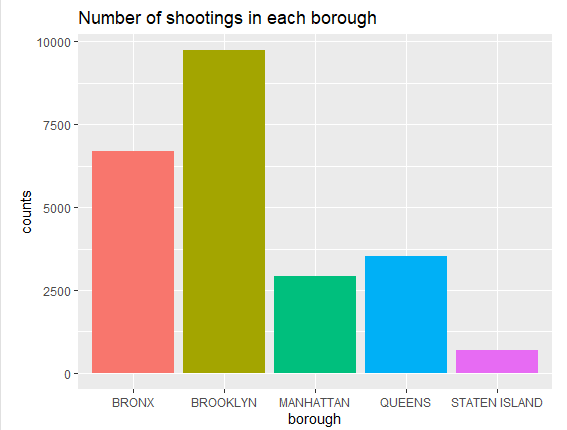 Number of shootings in each borough
10000
7500
5000
2500
0
counts
BRONX BROOKLYN MANHATTAN QUEENS STATEN ISLAND
borough